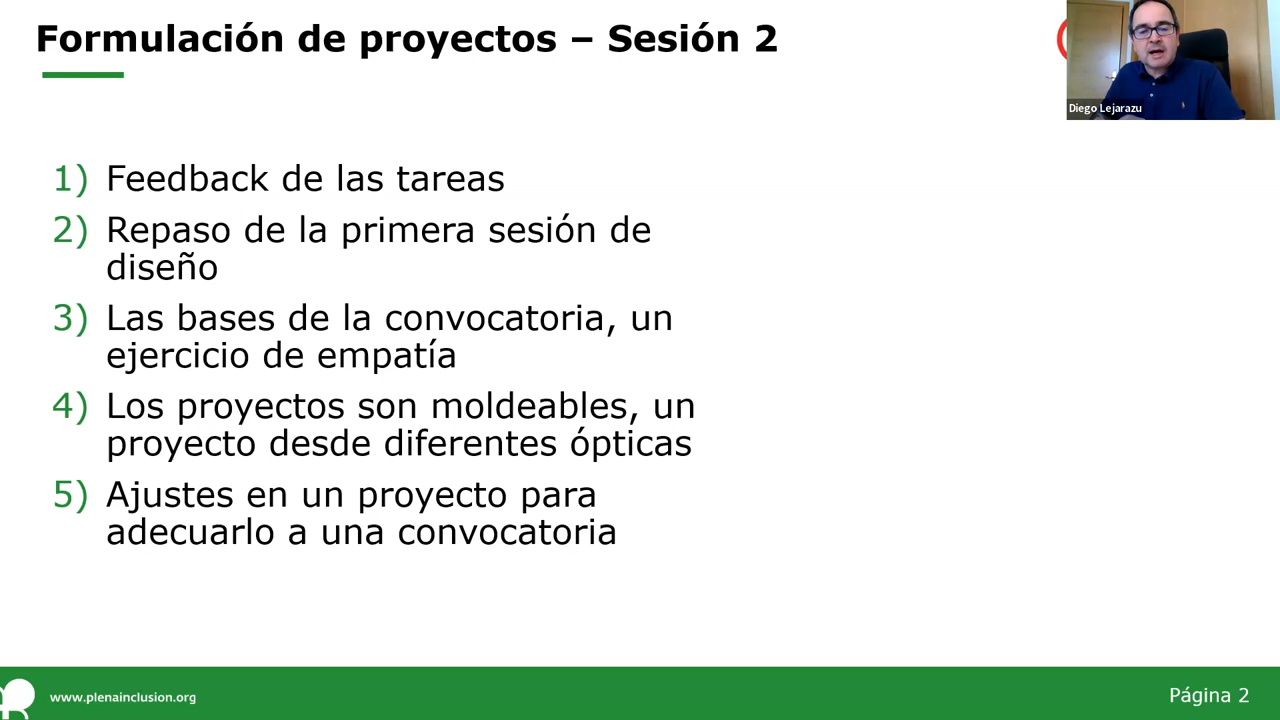 Formulación de proyectos – Sesión 2
Diego Lejarazu
1) Feedback de las tareas
2) Repaso de la primera sesión de
diseño
3) Las bases de la convocatoria, un
ejercicio de empatía
4) Los proyectos son moldeables, un
proyecto desde diferentes ópticas
5) Ajustes en un proyecto para
adecuarlo a una convocatoria
www.plenainclusion.org
Página 2